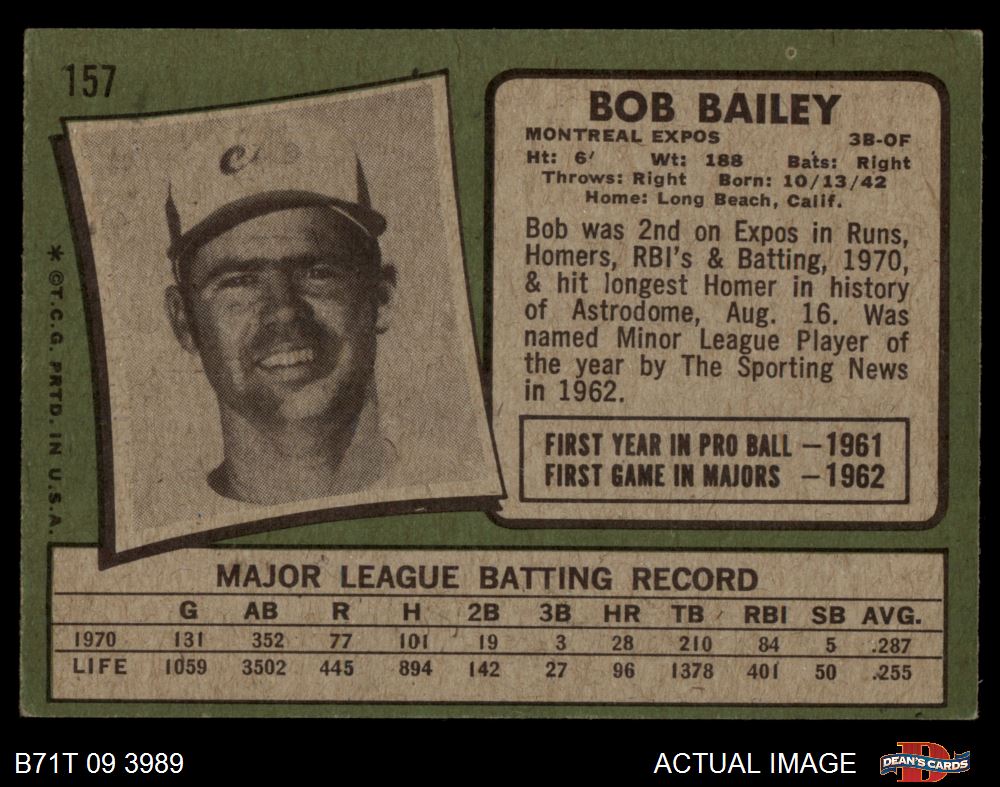 157
BOB BAILEY
MONTREAL EXPOS 3B-OF
Ht: 6' Wt: 188 Bats: Right
Throws: Right Born: 10/13/42
Home: Long Beach, Calif.
Bob was 2nd on Expos in Runs,
Homers, RBI's & Batting, 1970,
& hit longest Homer in history
of Astrodome, Aug. 16. Was
named Minor League Player of
the year by The Sporting News
in 1962.
FIRST YEAR IN PRO BALL — 1961
FIRST GAME IN MAJORS — 1962
* © T.C.G. PRTD. IN U.S.A.
MAJOR LEAGUE BATTING RECORD
G AB R H 2B 3B HR TB RBI SB AVG.
1970 131 352 77 101 19 3 28 210 84 5 .287
LIFE 1059 3502 445 894 142 27 96 1378 401 50 .255
B71T 09 3989
ACTUAL IMAGE
DEAN'S CARDS